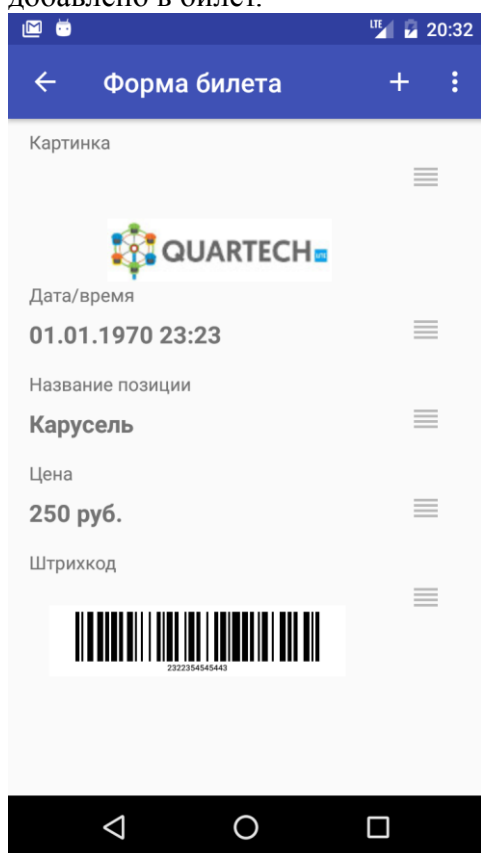 добавлено в билет.
LTE 20:32
Форма билета
Картинка
QUARTECH
Дата/время
01.01.1970 23:23
Название позиции
Карусель
Цена
250 руб.
Штрихкод
2322354545443